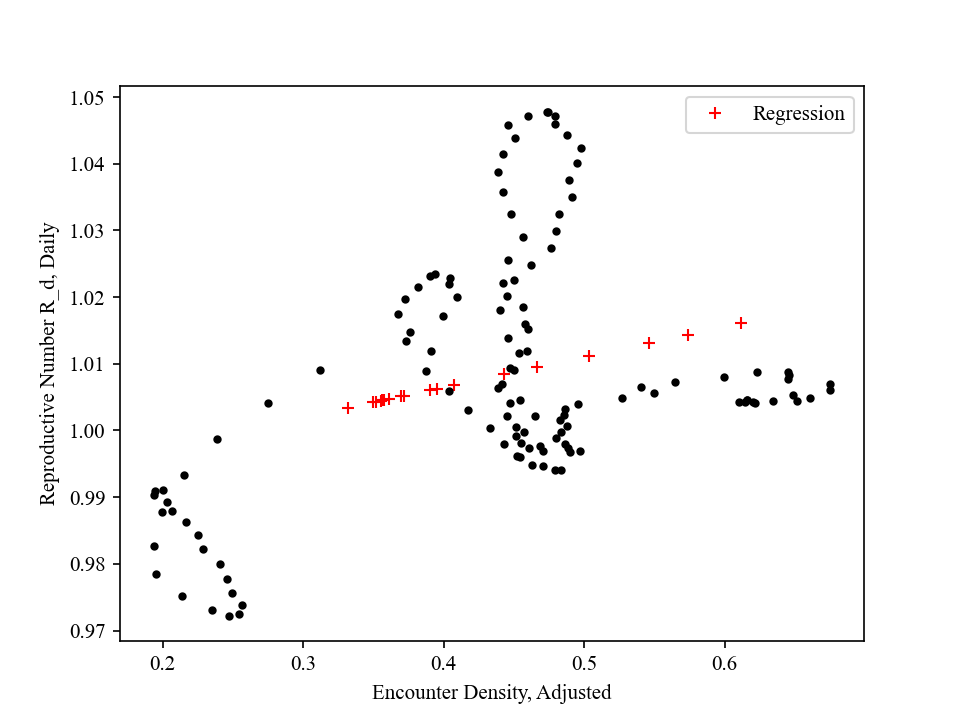 1.05
1.04
1.03
1.02
1.01
1.00
0.99
0.98
0.97
Reproductive Number R_d, Daily
Regression
0.2 0.3 0.4 0.5 0.6
Encounter Density, Adjusted